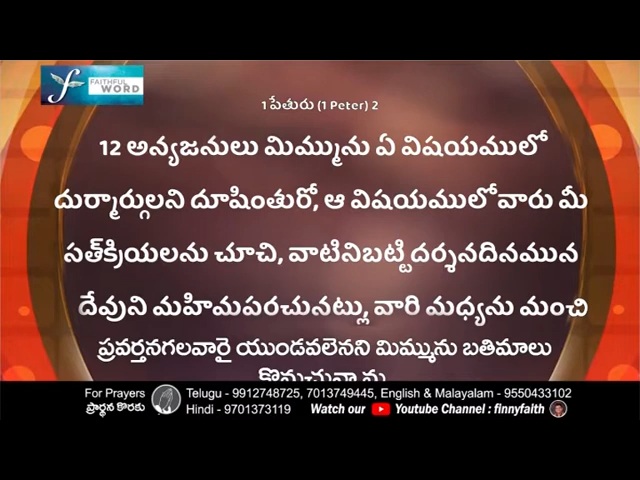 FAITHFUL
WORD
1 పేతురు (1 Peter) 2
12 అన్యజనులు మిమ్మును ఏ విషయములో
దుర్మార్గులని దూషింతురో, ఆ విషయములోవారు మీ
సత్‌క్రియలను చూచి, వాటినిబట్టి దర్శనదినమున
దేవుని మహిమపరచునట్లు, వారి మధ్యను మంచి
ప్రవర్తనగలవారై యుండవలెనని మిమ్మును బతిమాలు
For Prayers
ప్రార్థన కొరకు
Telugu - 9912748725, 7013749445, English & Malayalam - 9550433102
Hindi - 9701373119 Watch our Youtube Channel : finnyfaith